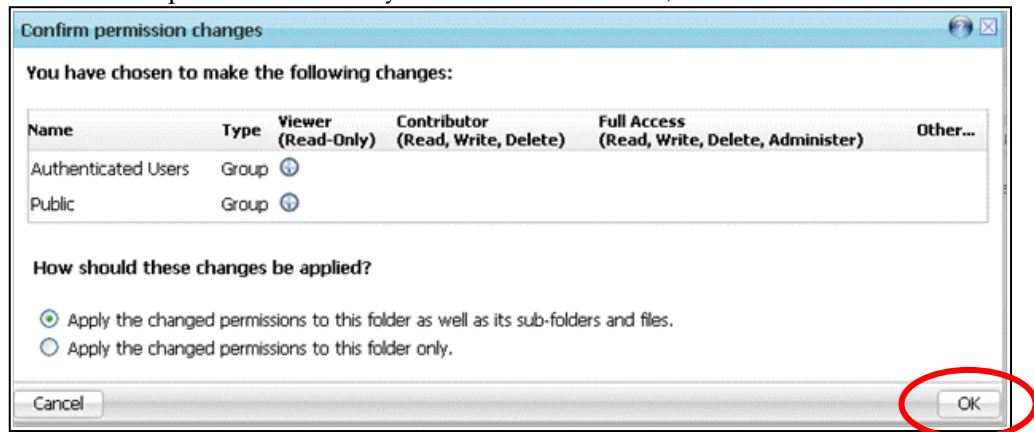 Confirm permission changes
You have chosen to make the following changes:
Name Type Viewer (Read-Only) Contributor (Read, Write, Delete) Full Access (Read, Write, Delete, Administer) Other...
Authenticated Users Group
Public Group
How should these changes be applied?
Apply the changed permissions to this folder as well as its sub-folders and files.
Apply the changed permissions to this folder only.
Cancel OK